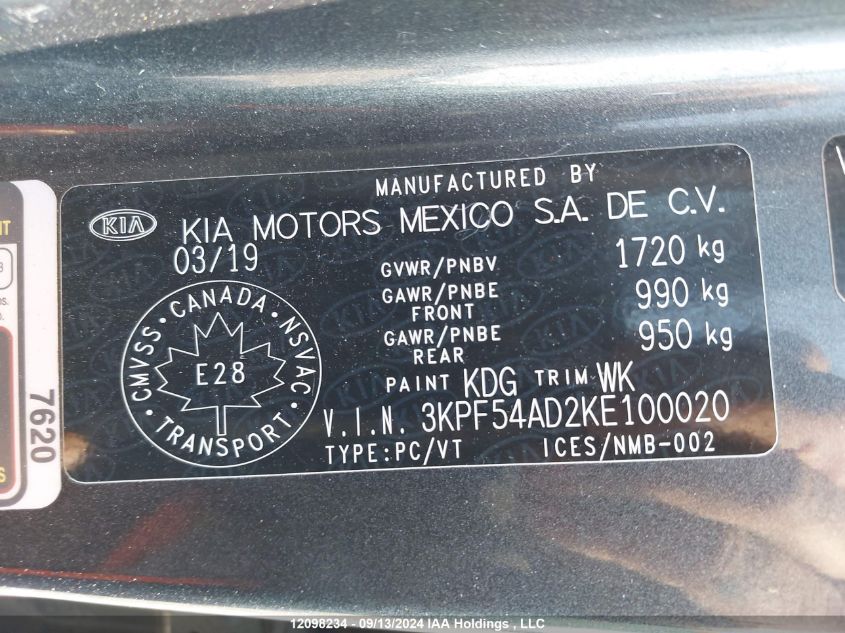 MANUFACTURED BY
KIA KIA MOTORS MEXICO S.A. DE C.V.
03/19
GVWR/PNBV 1720 kg
GAWR/PNBE FRONT 990 kg
GAWR/PNBE REAR 950 kg
PAINT KDG TRIM WK
V.I.N. 3KPF54AD2KE100020
TYPE:PC/VT ICES/NMB-002
CMVSS · CANADA · NSVAC · TRANSPORT ·
E28
7620
12098234 - 09/13/2024 IAA Holdings , LLC